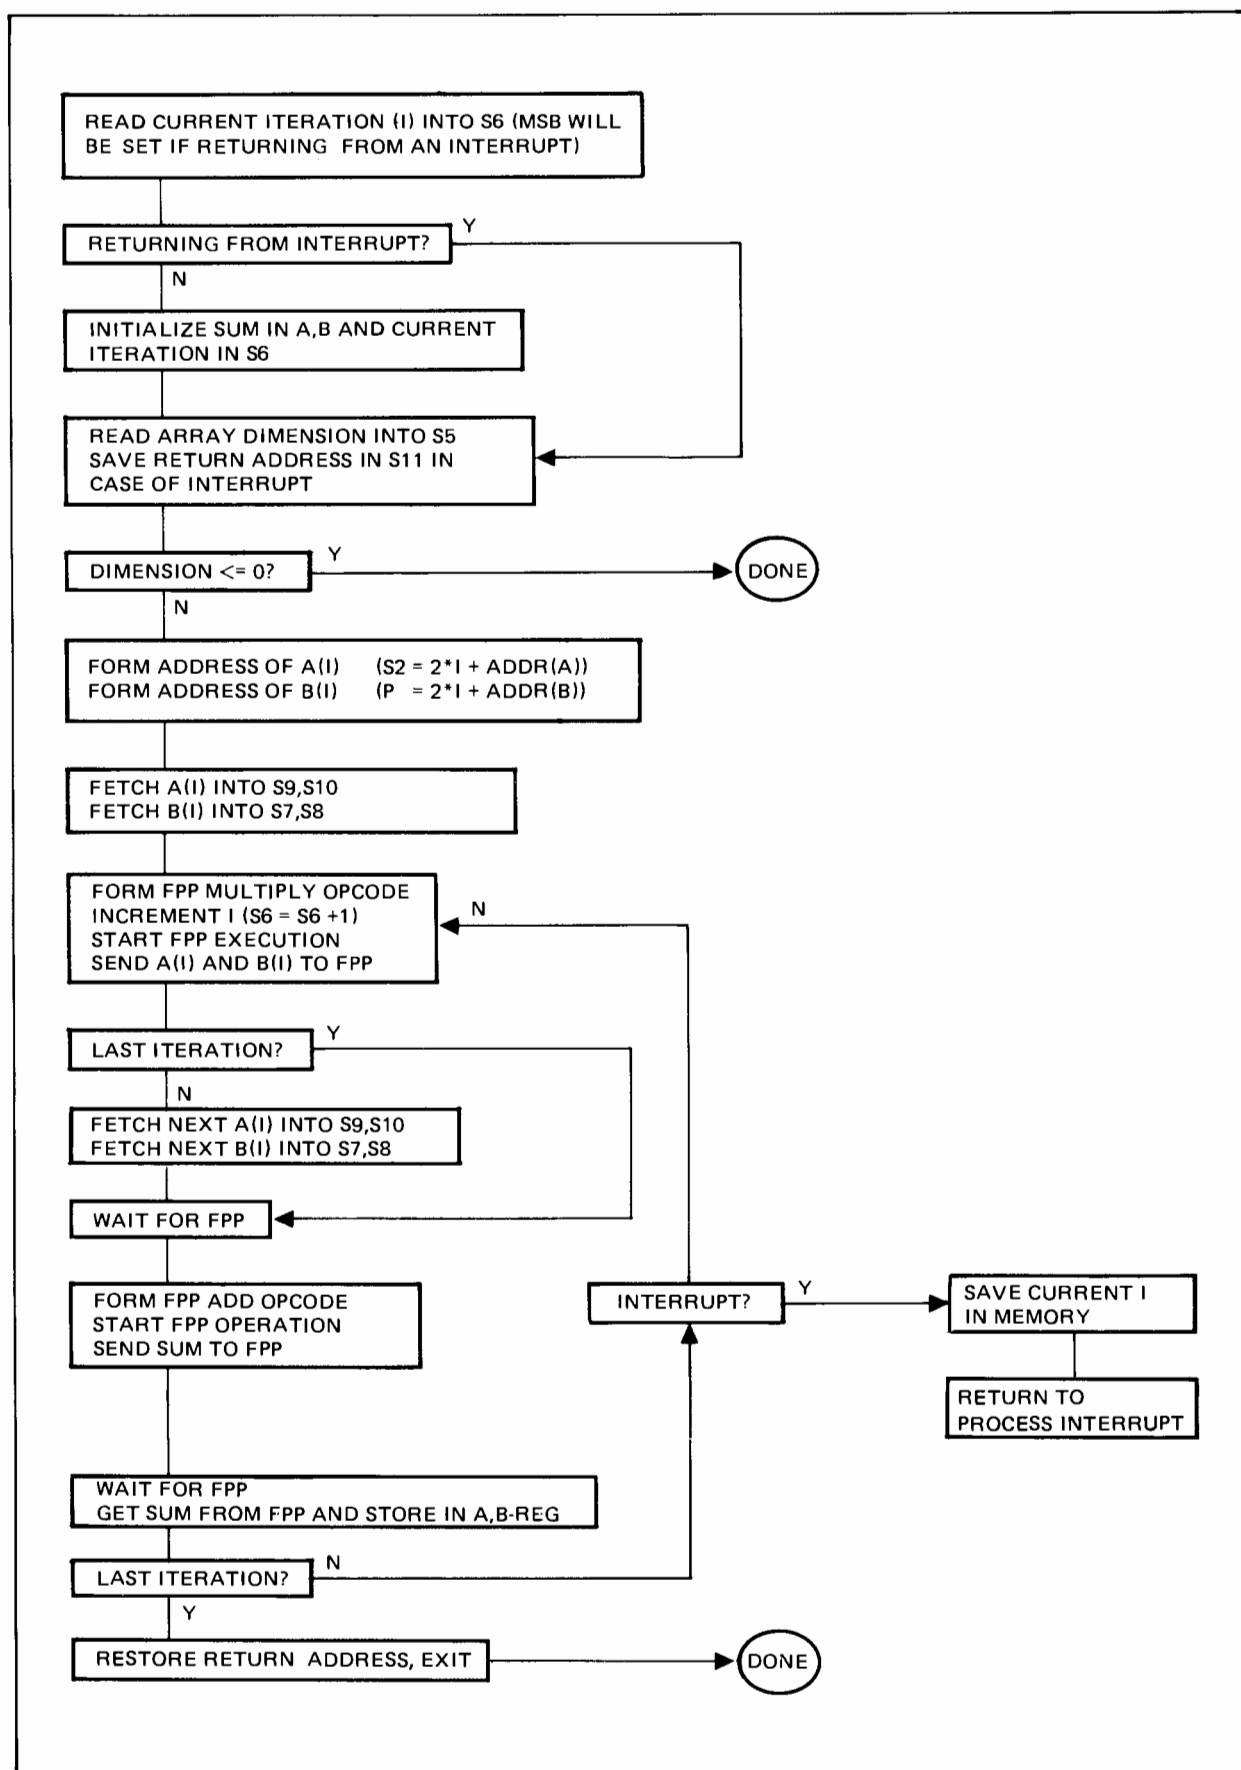 READ CURRENT ITERATION (I) INTO S6 (MSB WILL
BE SET IF RETURNING FROM AN INTERRUPT)
RETURNING FROM INTERRUPT?
Y
N
INITIALIZE SUM IN A,B AND CURRENT
ITERATION IN S6
READ ARRAY DIMENSION INTO S5
SAVE RETURN ADDRESS IN S11 IN
CASE OF INTERRUPT
DIMENSION <= 0?
Y
DONE
N
FORM ADDRESS OF A(I) (S2 = 2*I + ADDR(A))
FORM ADDRESS OF B(I) (P = 2*I + ADDR(B))
FETCH A(I) INTO S9,S10
FETCH B(I) INTO S7,S8
FORM FPP MULTIPLY OPCODE
INCREMENT I (S6 = S6 +1)
START FPP EXECUTION
SEND A(I) AND B(I) TO FPP
N
LAST ITERATION?
Y
N
FETCH NEXT A(I) INTO S9,S10
FETCH NEXT B(I) INTO S7,S8
WAIT FOR FPP
FORM FPP ADD OPCODE
START FPP OPERATION
SEND SUM TO FPP
INTERRUPT?
Y
SAVE CURRENT I
IN MEMORY
RETURN TO
PROCESS INTERRUPT
WAIT FOR FPP
GET SUM FROM FPP AND STORE IN A,B-REG
LAST ITERATION?
N
Y
RESTORE RETURN ADDRESS, EXIT
DONE